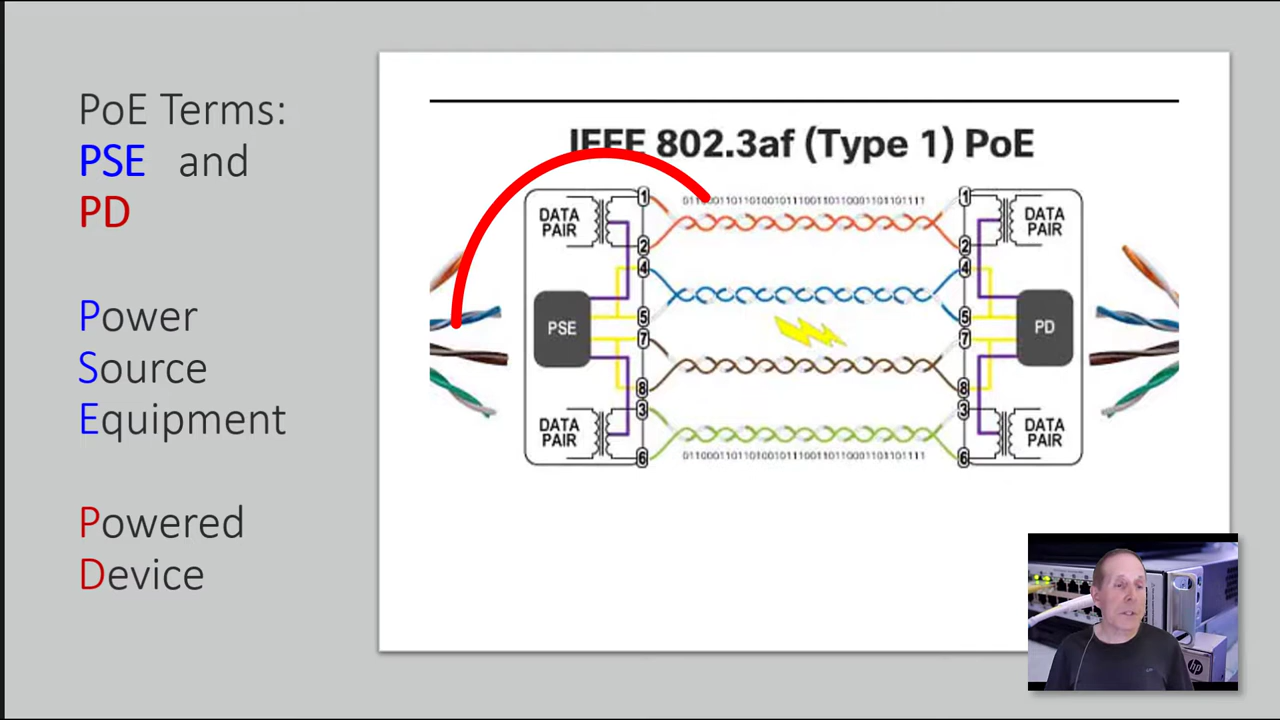 PoE Terms:
PSE and
PD
Power
Source
Equipment
Powered
Device
IEEE 802.3af (Type 1) PoE
1
DATA
PAIR
2
4
PSE
5
7
8
3
DATA
PAIR
6
1
DATA
PAIR
2
4
PD
5
7
8
3
DATA
PAIR
6
hp